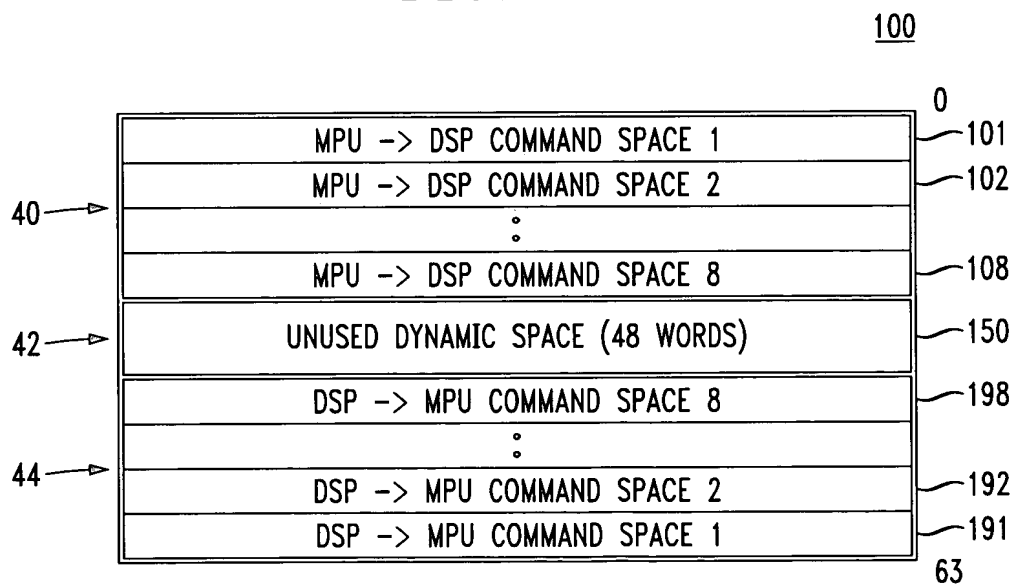 100
0
MPU -> DSP COMMAND SPACE 1 101
MPU -> DSP COMMAND SPACE 2 102
40
MPU -> DSP COMMAND SPACE 8 108
42 UNUSED DYNAMIC SPACE (48 WORDS) 150
DSP -> MPU COMMAND SPACE 8 198
44
DSP -> MPU COMMAND SPACE 2 192
DSP -> MPU COMMAND SPACE 1 191
63